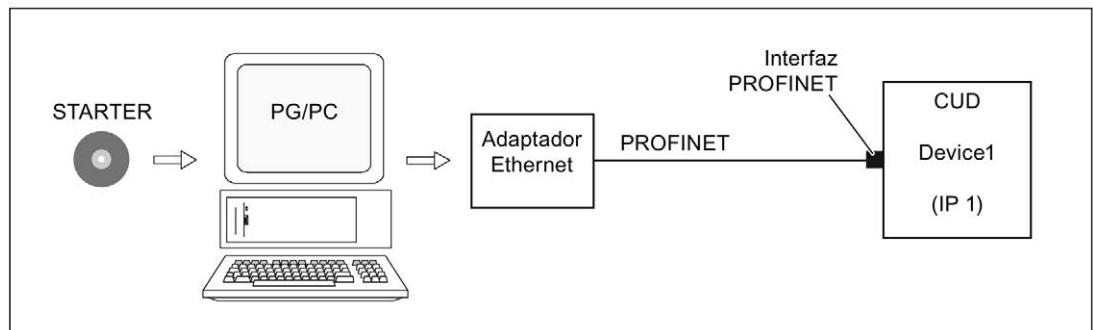 STARTER
PG/PC
Adaptador
Ethernet
PROFINET
Interfaz
PROFINET
CUD
Device1
(IP 1)